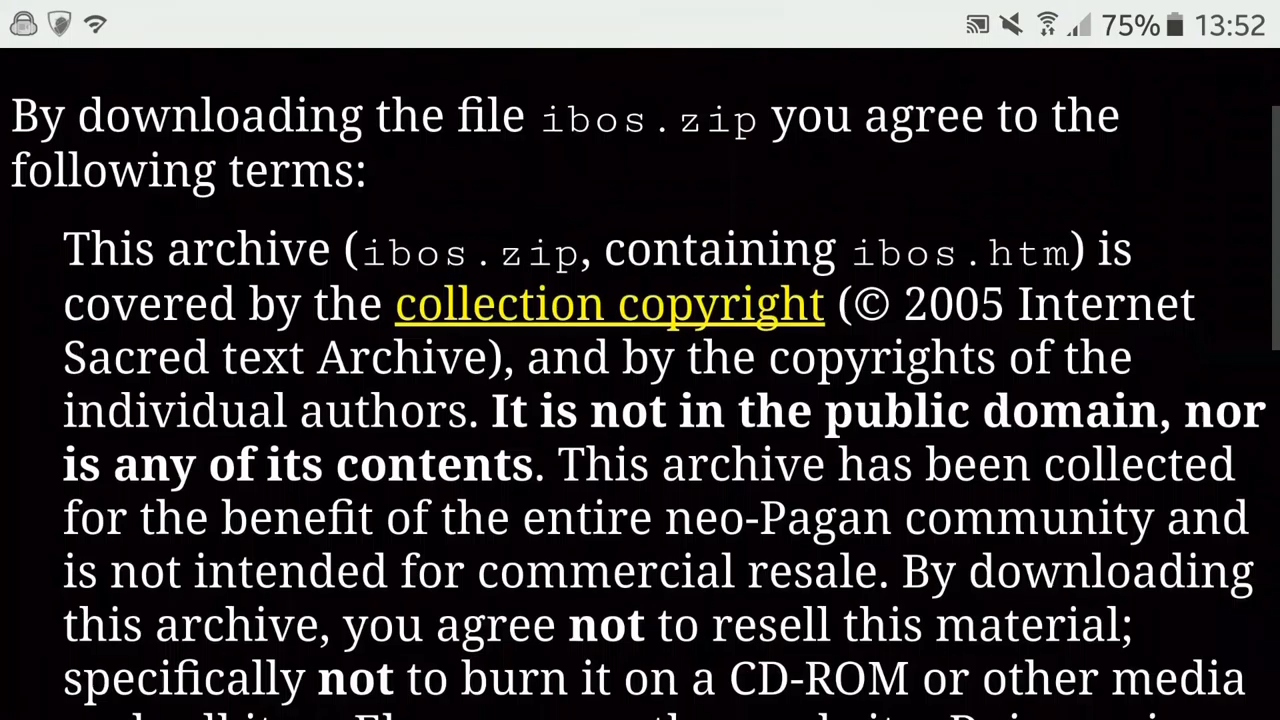 75% 13:52
By downloading the file ibos.zip you agree to the
following terms:
This archive (ibos.zip, containing ibos.htm) is
covered by the collection copyright (© 2005 Internet
Sacred text Archive), and by the copyrights of the
individual authors. It is not in the public domain, nor
is any of its contents. This archive has been collected
for the benefit of the entire neo-Pagan community and
is not intended for commercial resale. By downloading
this archive, you agree not to resell this material;
specifically not to burn it on a CD-ROM or other media